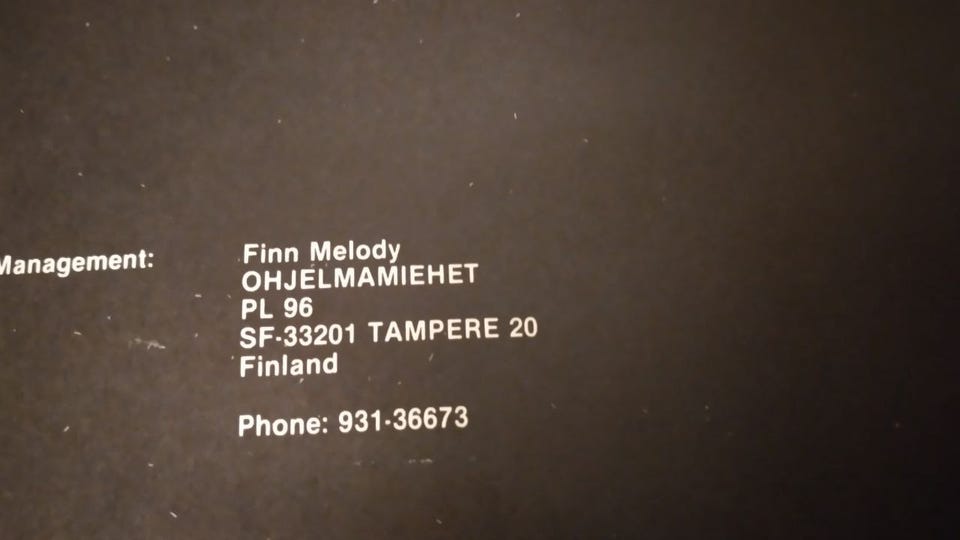 Management: Finn Melody
OHJELMAMIEHET
PL 96
SF-33201 TAMPERE 20
Finland
Phone: 931-36673